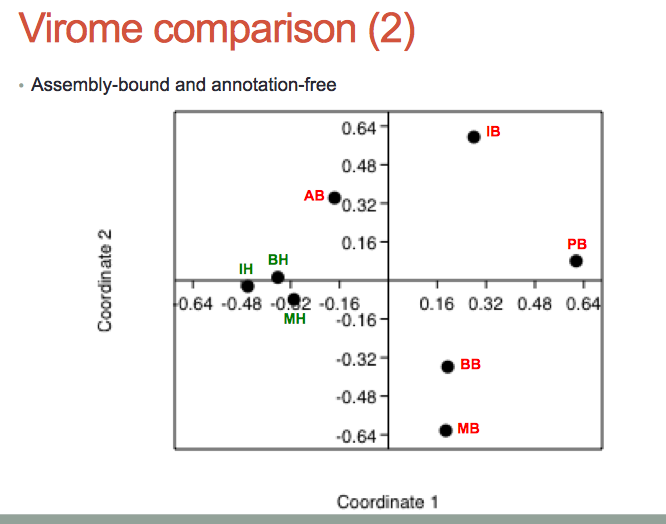 Virome comparison (2)
• Assembly-bound and annotation-free
0.64
IB
0.48
AB
0.32
0.16
PB
BH
IH
-0.64 -0.48 -0.32 -0.16 0.16 0.32 0.48 0.64
MH
-0.16
-0.32
BB
-0.48
MB
-0.64
Coordinate 2
Coordinate 1